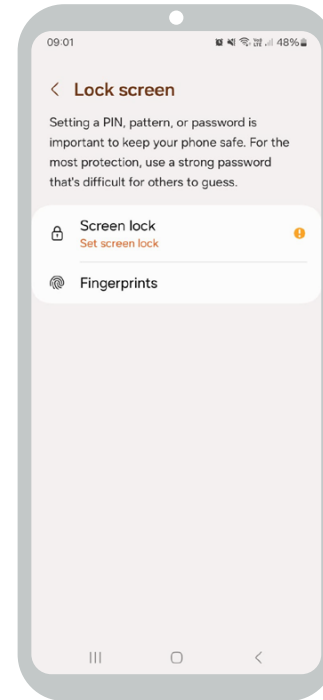 09:01 48%
Lock screen
Setting a PIN, pattern, or password is
important to keep your phone safe. For the
most protection, use a strong password
that's difficult for others to guess.
Screen lock
Set screen lock
Fingerprints